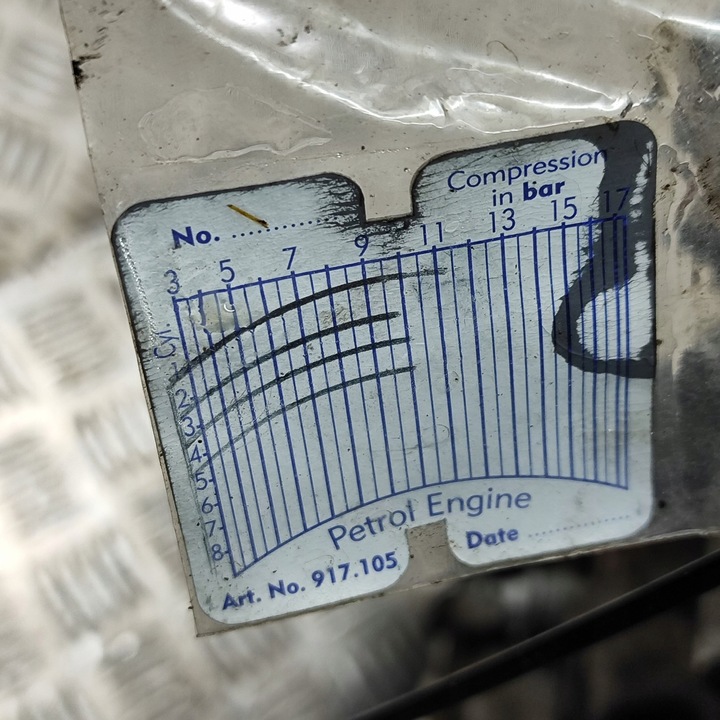 Compression
in bar
No. ..............
3 5 7 9 11 13 15 17
Cyl.
1
2
3
4
5
6
7
8
Petrol Engine
Date ..............
Art. No. 917.105